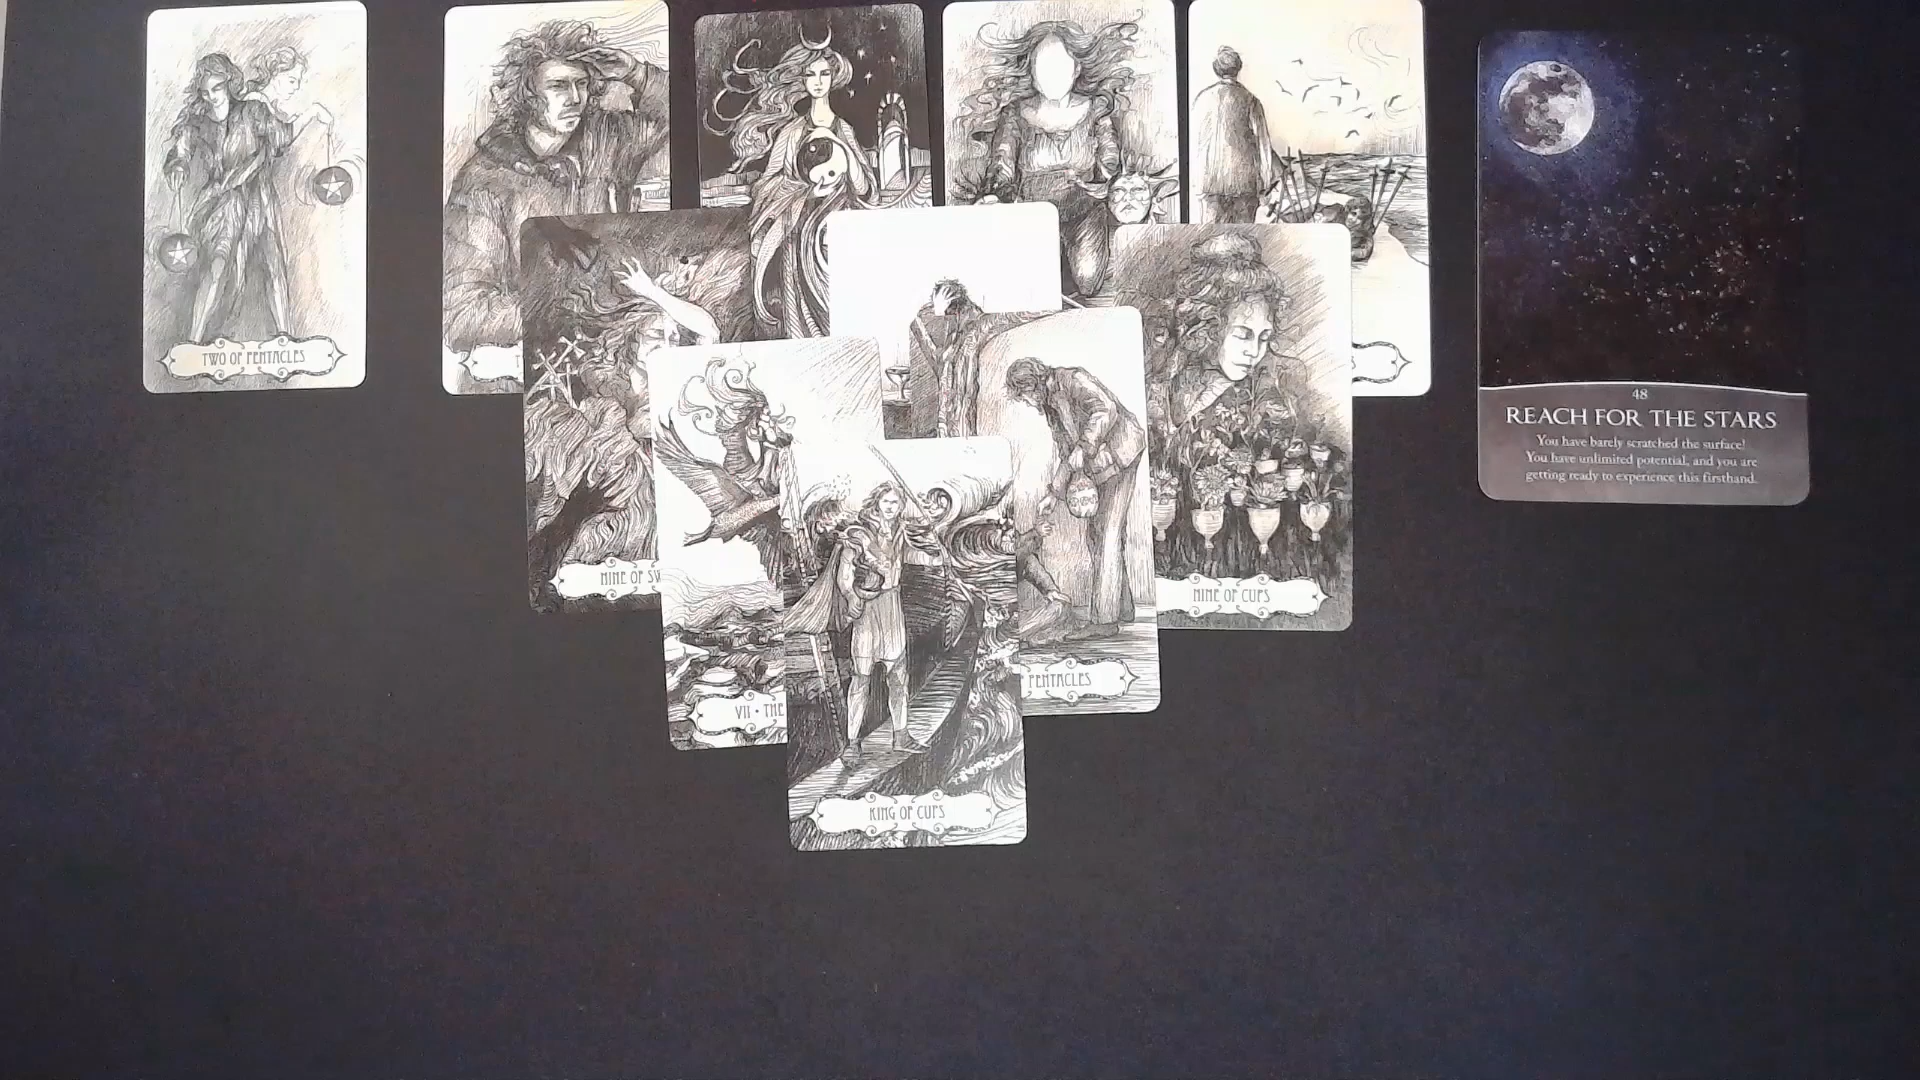 TWO OF PENTACLES
48
REACH FOR THE STARS
You have barely scratched the surface!
You have unlimited potential, and you are
getting ready to experience this firsthand.
NINE OF SW
NINE OF CUPS
PENTACLES
VII • THE
KING OF CUPS